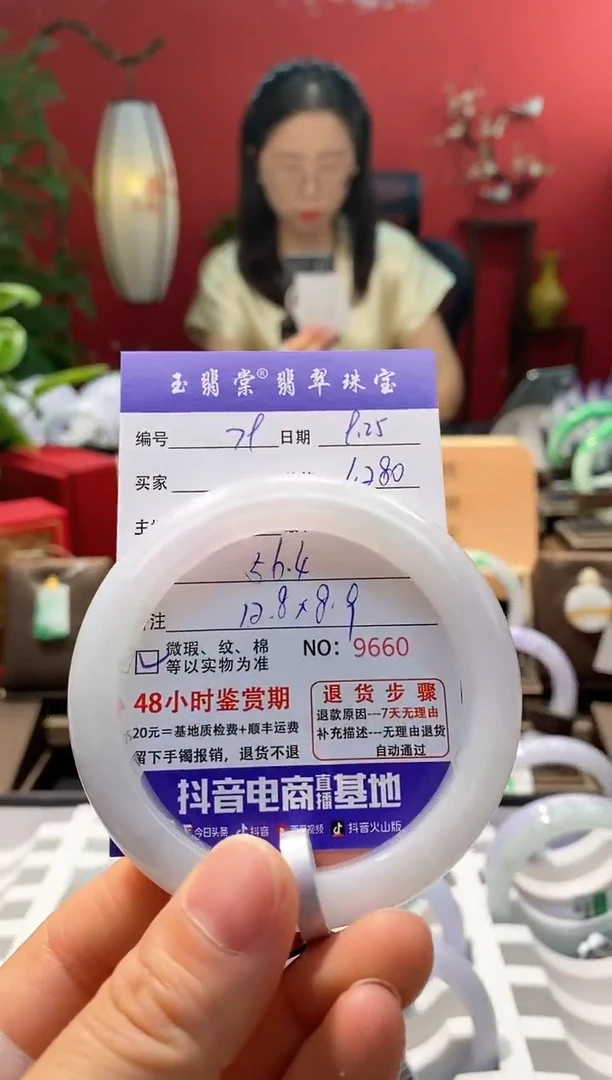 玉翡棠®翡翠珠宝
编号 71 日期 1.25
买家 1.280
56.4
注 12.8×8.9
微瑕、纹、棉
等以实物为准
NO: 9660
48小时鉴赏期
20元=基地质检费+顺丰运费
留下手镯报销，退货不退
退货步骤
退款原因---7天无理由
补充描述---无理由退货
自动通过
抖音电商直播基地
今日头条 抖音 视频 抖音火山版